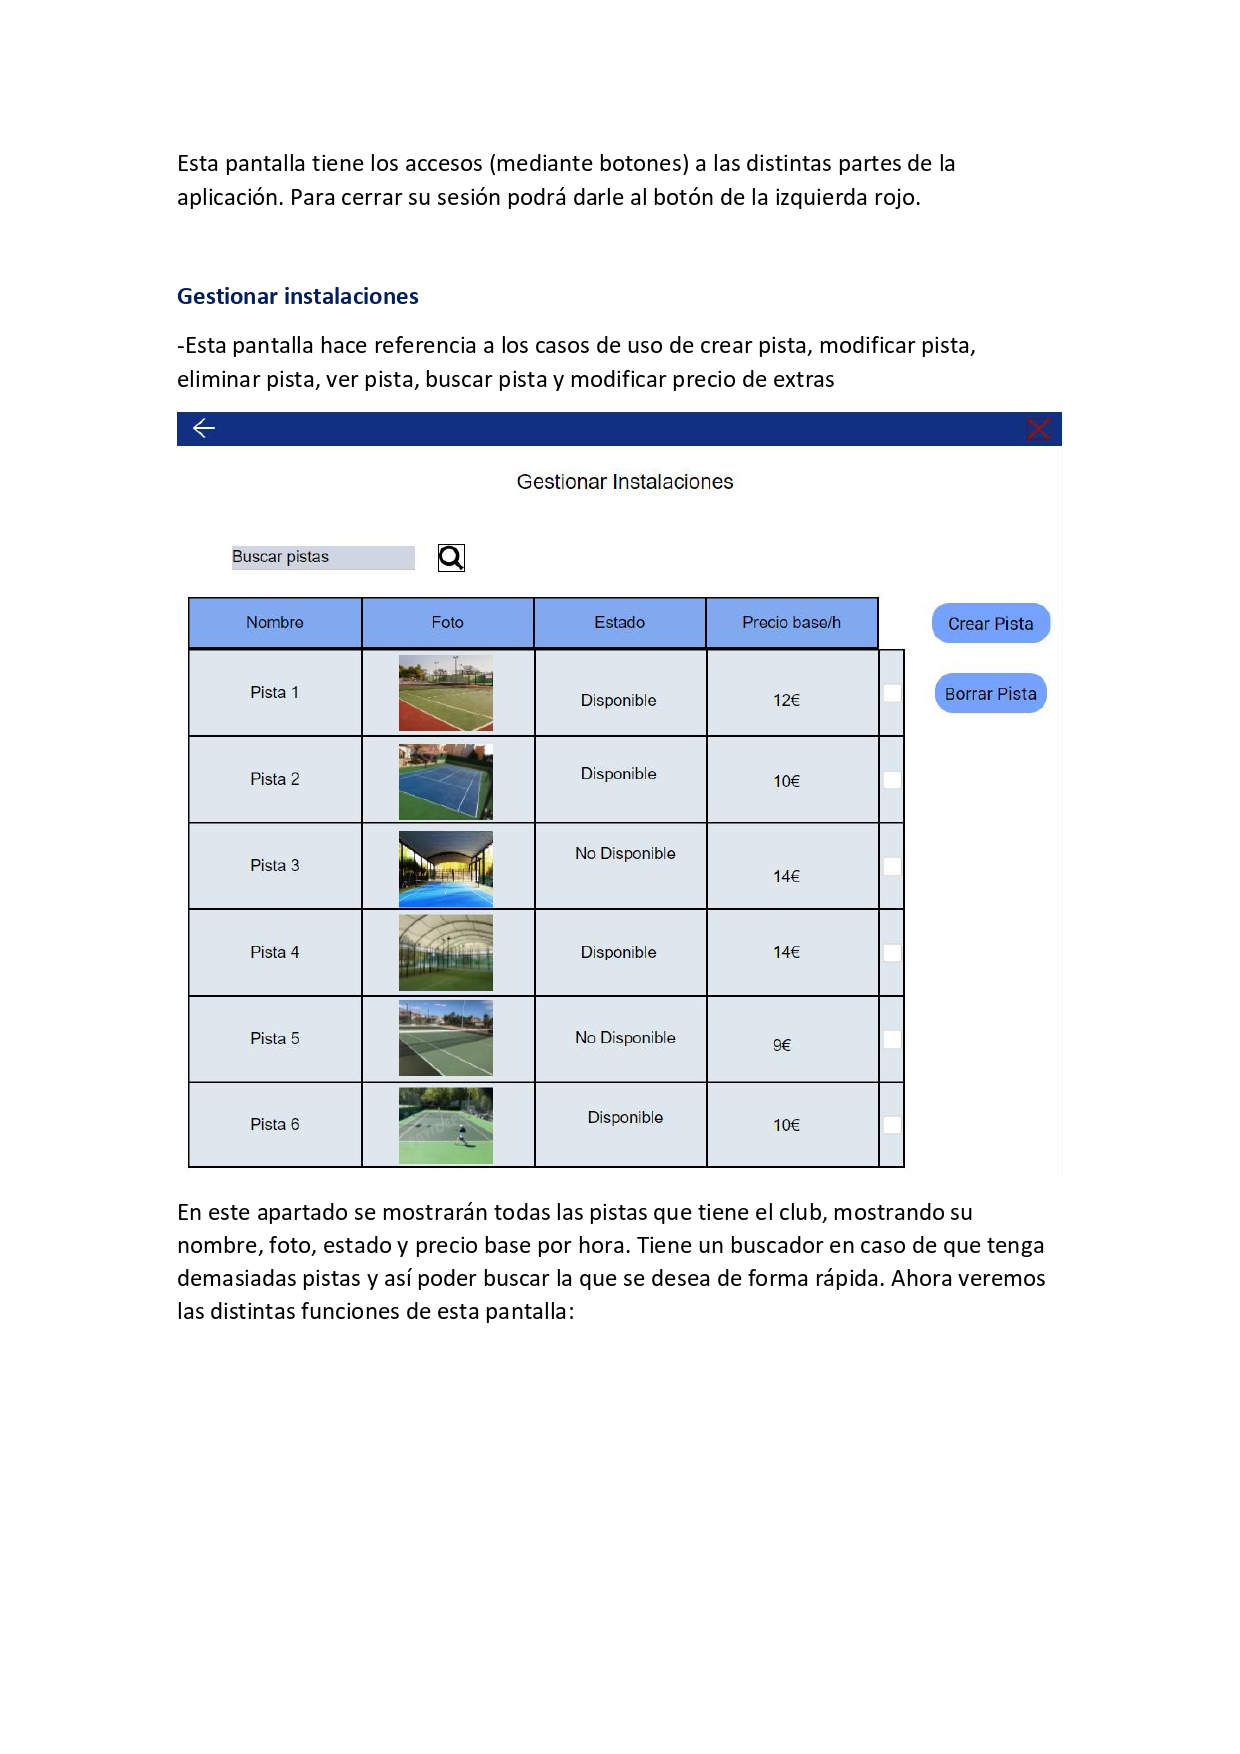 Esta pantalla tiene los accesos (mediante botones) a las distintas partes de la
aplicación. Para cerrar su sesión podrá darle al botón de la izquierda rojo.
Gestionar instalaciones
-Esta pantalla hace referencia a los casos de uso de crear pista, modificar pista,
eliminar pista, ver pista, buscar pista y modificar precio de extras
Gestionar Instalaciones
Buscar pistas
Nombre Foto Estado Precio base/h
Crear Pista
Pista 1 Disponible 12€
Borrar Pista
Pista 2 Disponible 10€
Pista 3 No Disponible 14€
Pista 4 Disponible 14€
Pista 5 No Disponible 9€
Pista 6 Disponible 10€
En este apartado se mostrarán todas las pistas que tiene el club, mostrando su
nombre, foto, estado y precio base por hora. Tiene un buscador en caso de que tenga
demasiadas pistas y así poder buscar la que se desea de forma rápida. Ahora veremos
las distintas funciones de esta pantalla: